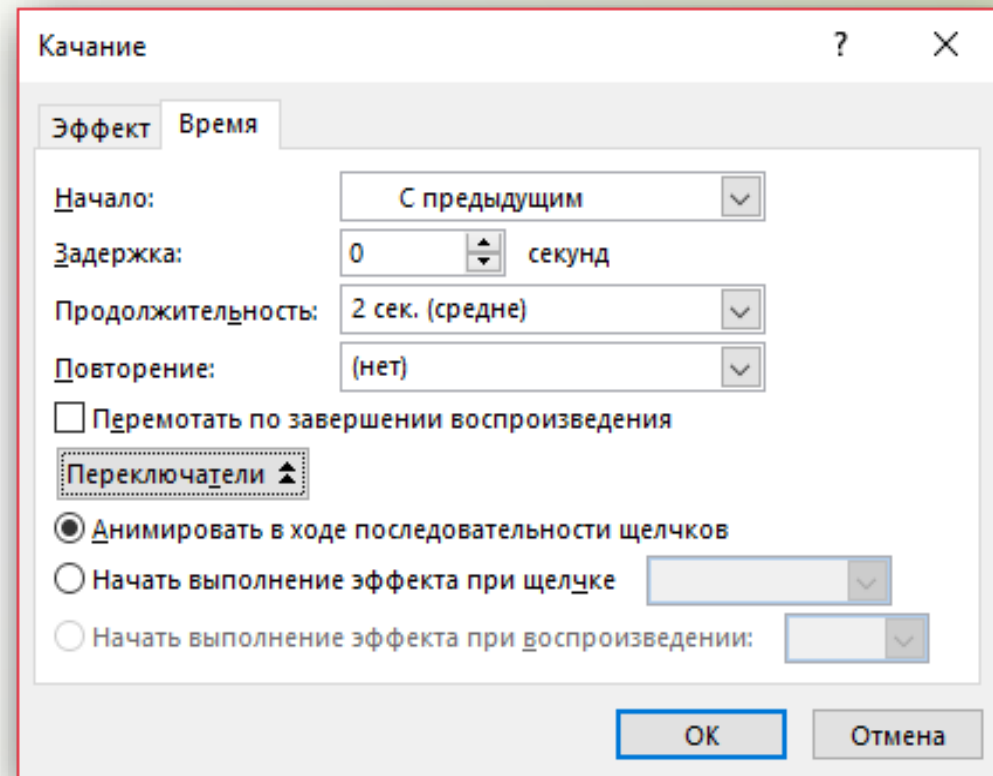 Качание ?
Эффект Время
Начало: С предыдущим
Задержка: 0 секунд
Продолжительность: 2 сек. (средне)
Повторение: (нет)
Перемотать по завершении воспроизведения
Переключатели
Анимировать в ходе последовательности щелчков
Начать выполнение эффекта при щелчке
Начать выполнение эффекта при воспроизведении:
ОК Отмена